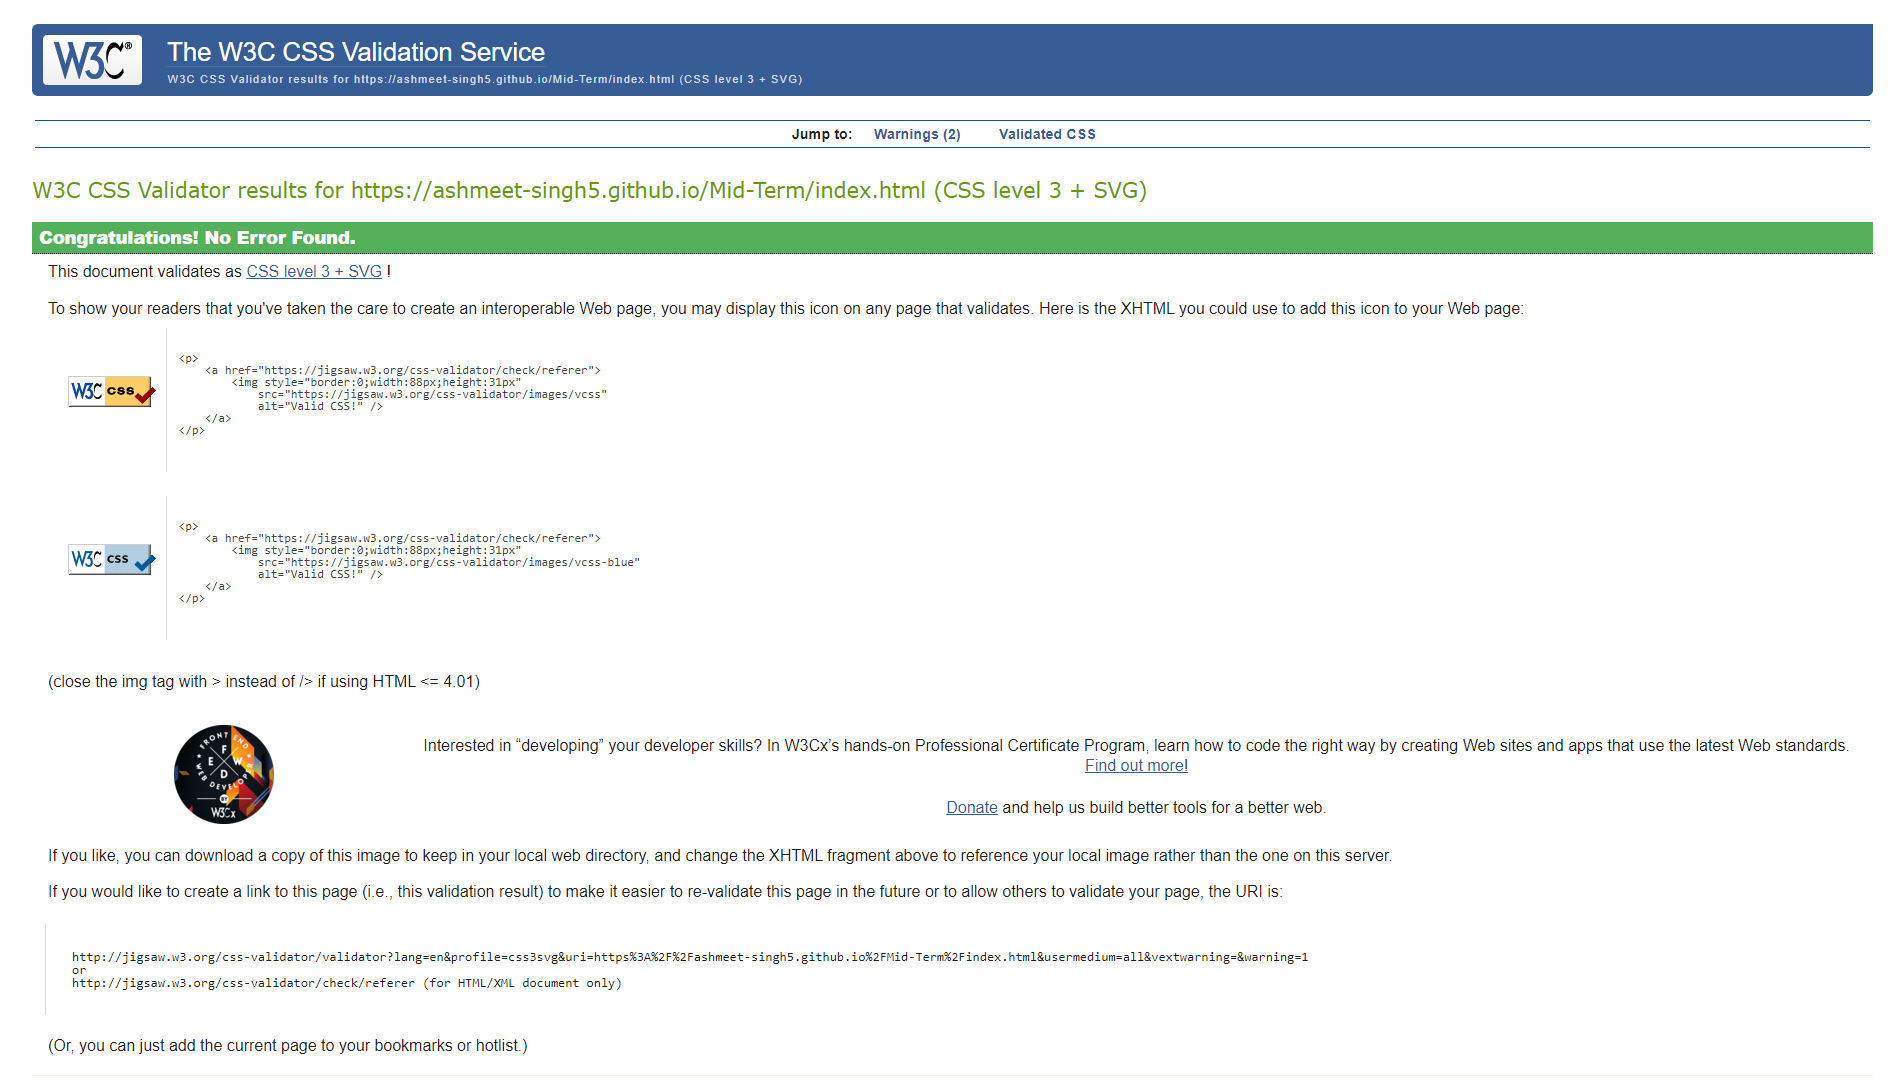 W3C®
The W3C CSS Validation Service
W3C CSS Validator results for https://ashmeet-singh5.github.io/Mid-Term/index.html (CSS level 3 + SVG)
Jump to: Warnings (2) Validated CSS
W3C CSS Validator results for https://ashmeet-singh5.github.io/Mid-Term/index.html (CSS level 3 + SVG)
Congratulations! No Error Found.
This document validates as CSS level 3 + SVG !
To show your readers that you've taken the care to create an interoperable Web page, you may display this icon on any page that validates. Here is the XHTML you could use to add this icon to your Web page:
W3C css
<p>
<a href="https://jigsaw.w3.org/css-validator/check/referer">
<img style="border:0;width:88px;height:31px"
src="https://jigsaw.w3.org/css-validator/images/vcss"
alt="Valid CSS!" />
</a>
</p>
W3C css
<p>
<a href="https://jigsaw.w3.org/css-validator/check/referer">
<img style="border:0;width:88px;height:31px"
src="https://jigsaw.w3.org/css-validator/images/vcss-blue"
alt="Valid CSS!" />
</a>
</p>
(close the img tag with > instead of /> if using HTML <= 4.01)
FRONT END
F
E W
D
WEB DEVELOPER
W3Cx
Interested in “developing” your developer skills? In W3Cx’s hands-on Professional Certificate Program, learn how to code the right way by creating Web sites and apps that use the latest Web standards.
Find out more!
Donate and help us build better tools for a better web.
If you like, you can download a copy of this image to keep in your local web directory, and change the XHTML fragment above to reference your local image rather than the one on this server.
If you would like to create a link to this page (i.e., this validation result) to make it easier to re-validate this page in the future or to allow others to validate your page, the URI is:
http://jigsaw.w3.org/css-validator/validator?lang=en&profile=css3svg&uri=https%3A%2F%2Fashmeet-singh5.github.io%2FMid-Term%2Findex.html&usermedium=all&vextwarning=&warning=1
or
http://jigsaw.w3.org/css-validator/check/referer (for HTML/XML document only)
(Or, you can just add the current page to your bookmarks or hotlist.)